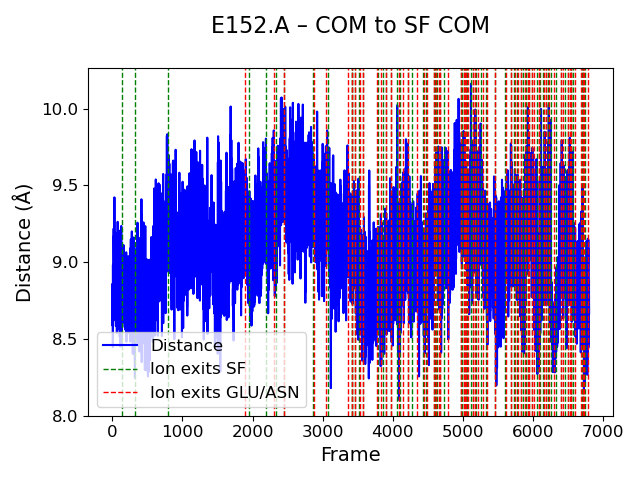 E152.A – COM to SF COM
Distance (Å)
10.0
9.5
9.0
8.5
8.0
Distance
Ion exits SF
Ion exits GLU/ASN
0 1000 2000 3000 4000 5000 6000 7000
Frame